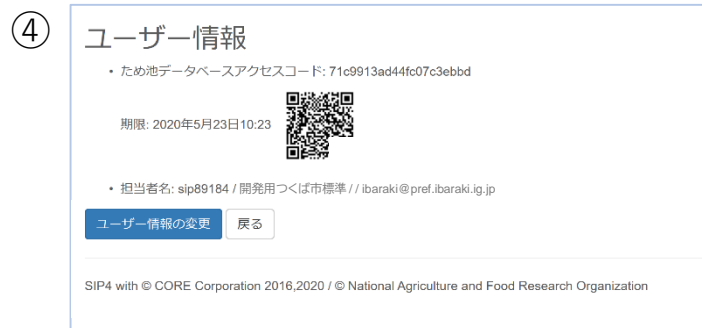 ④
ユーザー情報
・ため池データベースアクセスコード: 71c9913ad44fc07c3ebbd
期限: 2020年5月23日10:23
・担当者名: sip89184 / 開発用つくば市標準 / / ibaraki@pref.ibaraki.ig.jp
ユーザー情報の変更 戻る
SIP4 with © CORE Corporation 2016,2020 / © National Agriculture and Food Research Organization